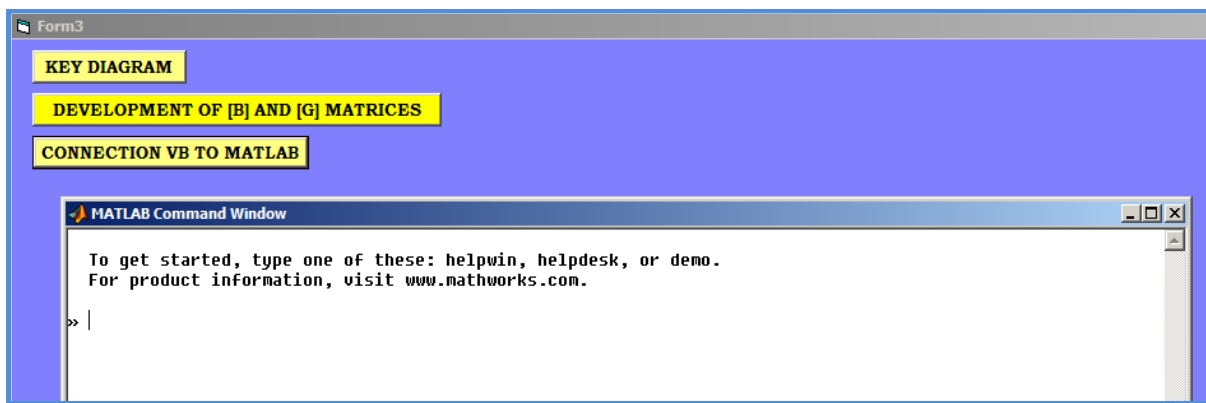 Form3
KEY DIAGRAM
DEVELOPMENT OF [B] AND [G] MATRICES
CONNECTION VB TO MATLAB
MATLAB Command Window
To get started, type one of these: helpwin, helpdesk, or demo.
For product information, visit www.mathworks.com.
»